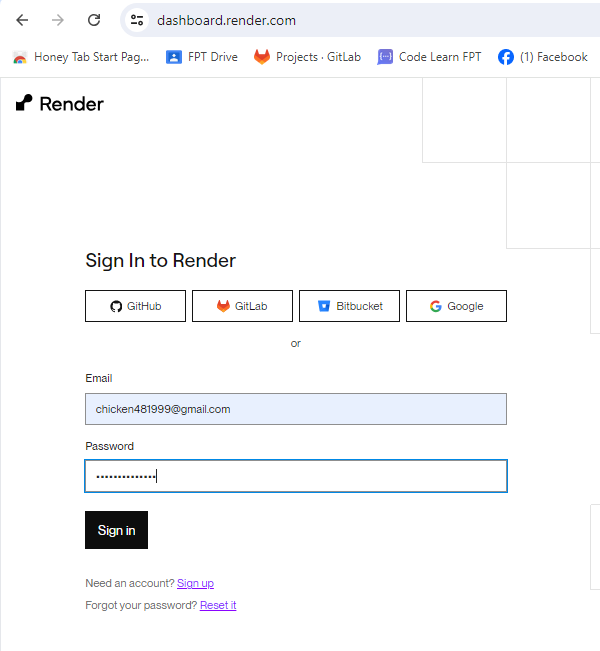 dashboard.render.com
Honey Tab Start Pag... FPT Drive Projects · GitLab Code Learn FPT (1) Facebook
Render
Sign In to Render
GitHub GitLab Bitbucket Google
or
Email
chicken481999@gmail.com
Password
••••••••••••••
Sign in
Need an account? Sign up
Forgot your password? Reset it